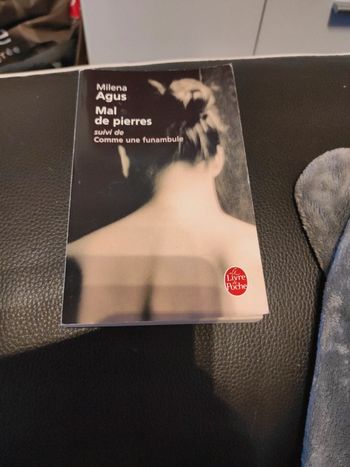 Milena
Agus
Mal
de pierres
suivi de
Comme une funambule
Le
Livre
de
Poche